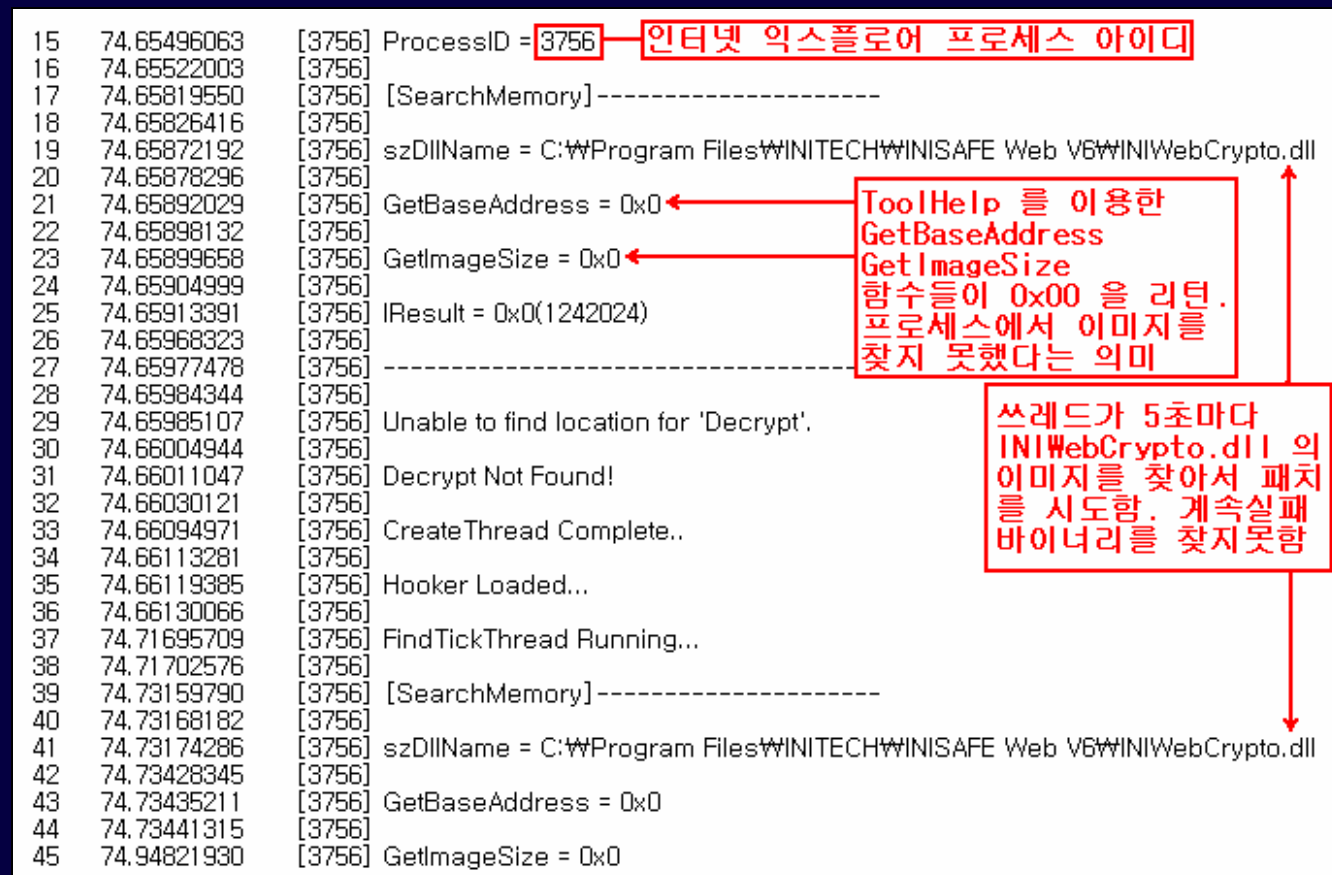 15 74.65496063 [3756] ProcessID = 3756 인터넷 익스플로어 프로세스 아이디
16 74.65522003 [3756]
17 74.65819550 [3756] [SearchMemory]---------------------
18 74.65826416 [3756]
19 74.65872192 [3756] szDllName = C:₩Program Files₩INITECH₩INISAFE Web V6₩INIWebCrypto.dll
20 74.65878296 [3756]
21 74.65892029 [3756] GetBaseAddress = 0x0
22 74.65898132 [3756]
23 74.65899658 [3756] GetImageSize = 0x0
24 74.65904999 [3756]
25 74.65913391 [3756] lResult = 0x0(1242024)
26 74.65968323 [3756]
27 74.65977478 [3756] -----------------------------------
28 74.65984344 [3756]
29 74.65985107 [3756] Unable to find location for 'Decrypt'.
30 74.66004944 [3756]
31 74.66011047 [3756] Decrypt Not Found!
32 74.66030121 [3756]
33 74.66094971 [3756] CreateThread Complete..
34 74.66113281 [3756]
35 74.66119385 [3756] Hooker Loaded...
36 74.66130066 [3756]
37 74.71695709 [3756] FindTickThread Running...
38 74.71702576 [3756]
39 74.73159790 [3756] [SearchMemory]---------------------
40 74.73168182 [3756]
41 74.73174286 [3756] szDllName = C:₩Program Files₩INITECH₩INISAFE Web V6₩INIWebCrypto.dll
42 74.73428345 [3756]
43 74.73435211 [3756] GetBaseAddress = 0x0
44 74.73441315 [3756]
45 74.94821930 [3756] GetImageSize = 0x0
ToolHelp 를 이용한
GetBaseAddress
GetImageSize
함수들이 0x00 을 리턴.
프로세스에서 이미지를
찾지 못했다는 의미
쓰레드가 5초마다
INIWebCrypto.dll 의
이미지를 찾아서 패치
를 시도함. 계속실패
바이너리를 찾지못함